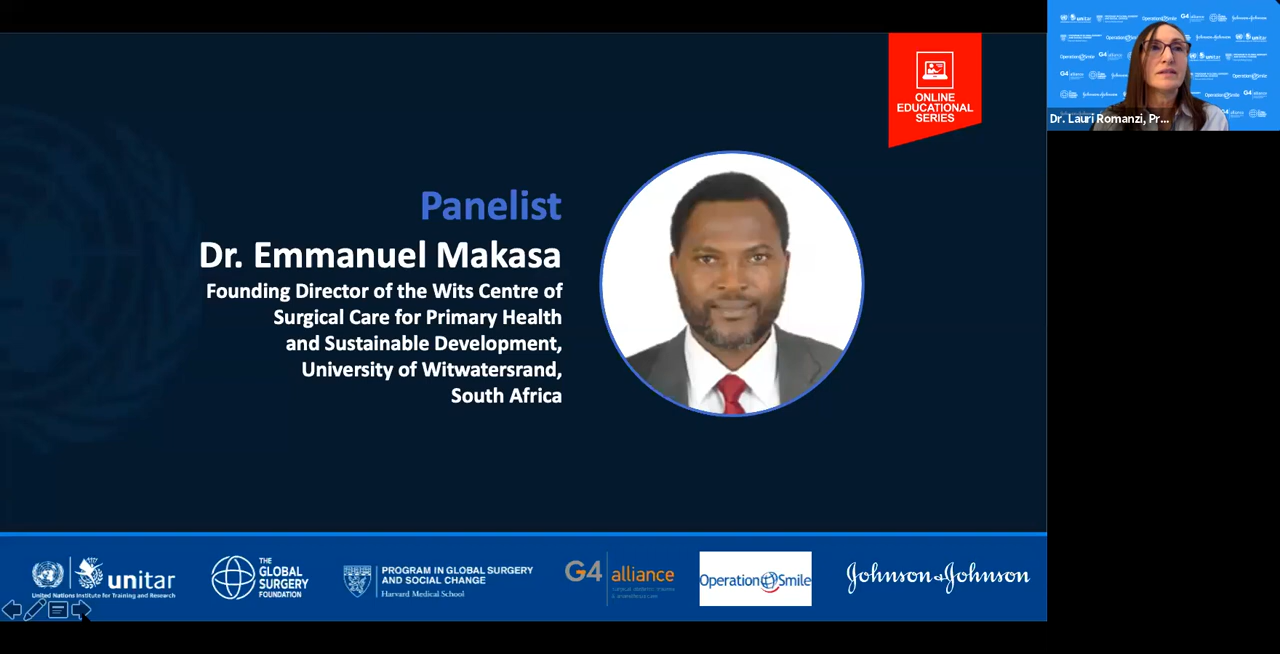 ONLINE
EDUCATIONAL
SERIES
Panelist
Dr. Emmanuel Makasa
Founding Director of the Wits Centre of
Surgical Care for Primary Health
and Sustainable Development,
University of Witwatersrand,
South Africa
Dr. Lauri Romanzi, Pr...
unitar
United Nations Institute for Training and Research
THE
GLOBAL
SURGERY
FOUNDATION
PROGRAM IN GLOBAL SURGERY
AND SOCIAL CHANGE
Harvard Medical School
G4 alliance
Operation Smile
Johnson & Johnson